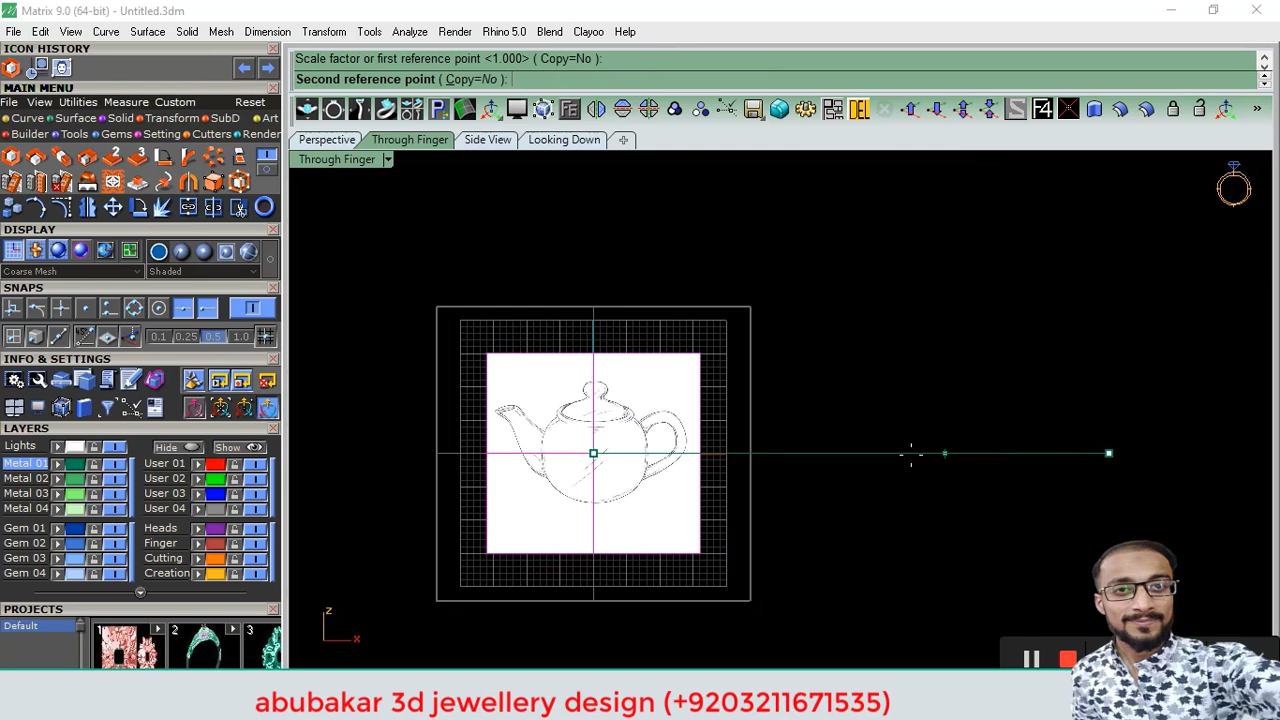 Matrix 9.0 (64-bit) - Untitled.3dm
File Edit View Curve Surface Solid Mesh Dimension Transform Tools Analyze Render Rhino 5.0 Blend Clayoo Help
ICON HISTORY
Scale factor or first reference point <1.000> ( Copy=No ):
Second reference point ( Copy=No ):
MAIN MENU
File View Utilities Measure Custom Reset
Curve Surface Solid Transform SubD Art
Builder Tools Gems Setting Cutters Render
F4
DEL
Perspective Through Finger Side View Looking Down
Through Finger
DISPLAY
Coarse Mesh Shaded
SNAPS
0.1 0.25 0.5 1.0
INFO & SETTINGS
LAYERS
Lights Hide Show
Metal 01 User 01
Metal 02 User 02
Metal 03 User 03
Metal 04 User 04
Gem 01 Heads
Gem 02 Finger
Gem 03 Cutting
Gem 04 Creation
PROJECTS
Default
1 2 3
z
x
abubakar 3d jewellery design (+9203211671535)